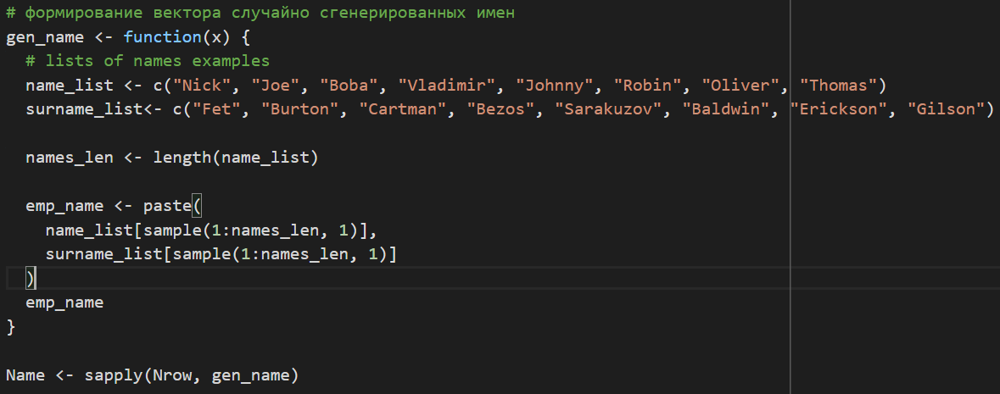 # формирование вектора случайно сгенерированных имен
gen_name <- function(x) {
  # lists of names examples
  name_list <- c("Nick", "Joe", "Boba", "Vladimir", "Johnny", "Robin", "Oliver", "Thomas")
  surname_list<- c("Fet", "Burton", "Cartman", "Bezos", "Sarakuzov", "Baldwin", "Erickson", "Gilson")

  names_len <- length(name_list)

  emp_name <- paste(
    name_list[sample(1:names_len, 1)],
    surname_list[sample(1:names_len, 1)]
  )
  emp_name
}

Name <- sapply(Nrow, gen_name)